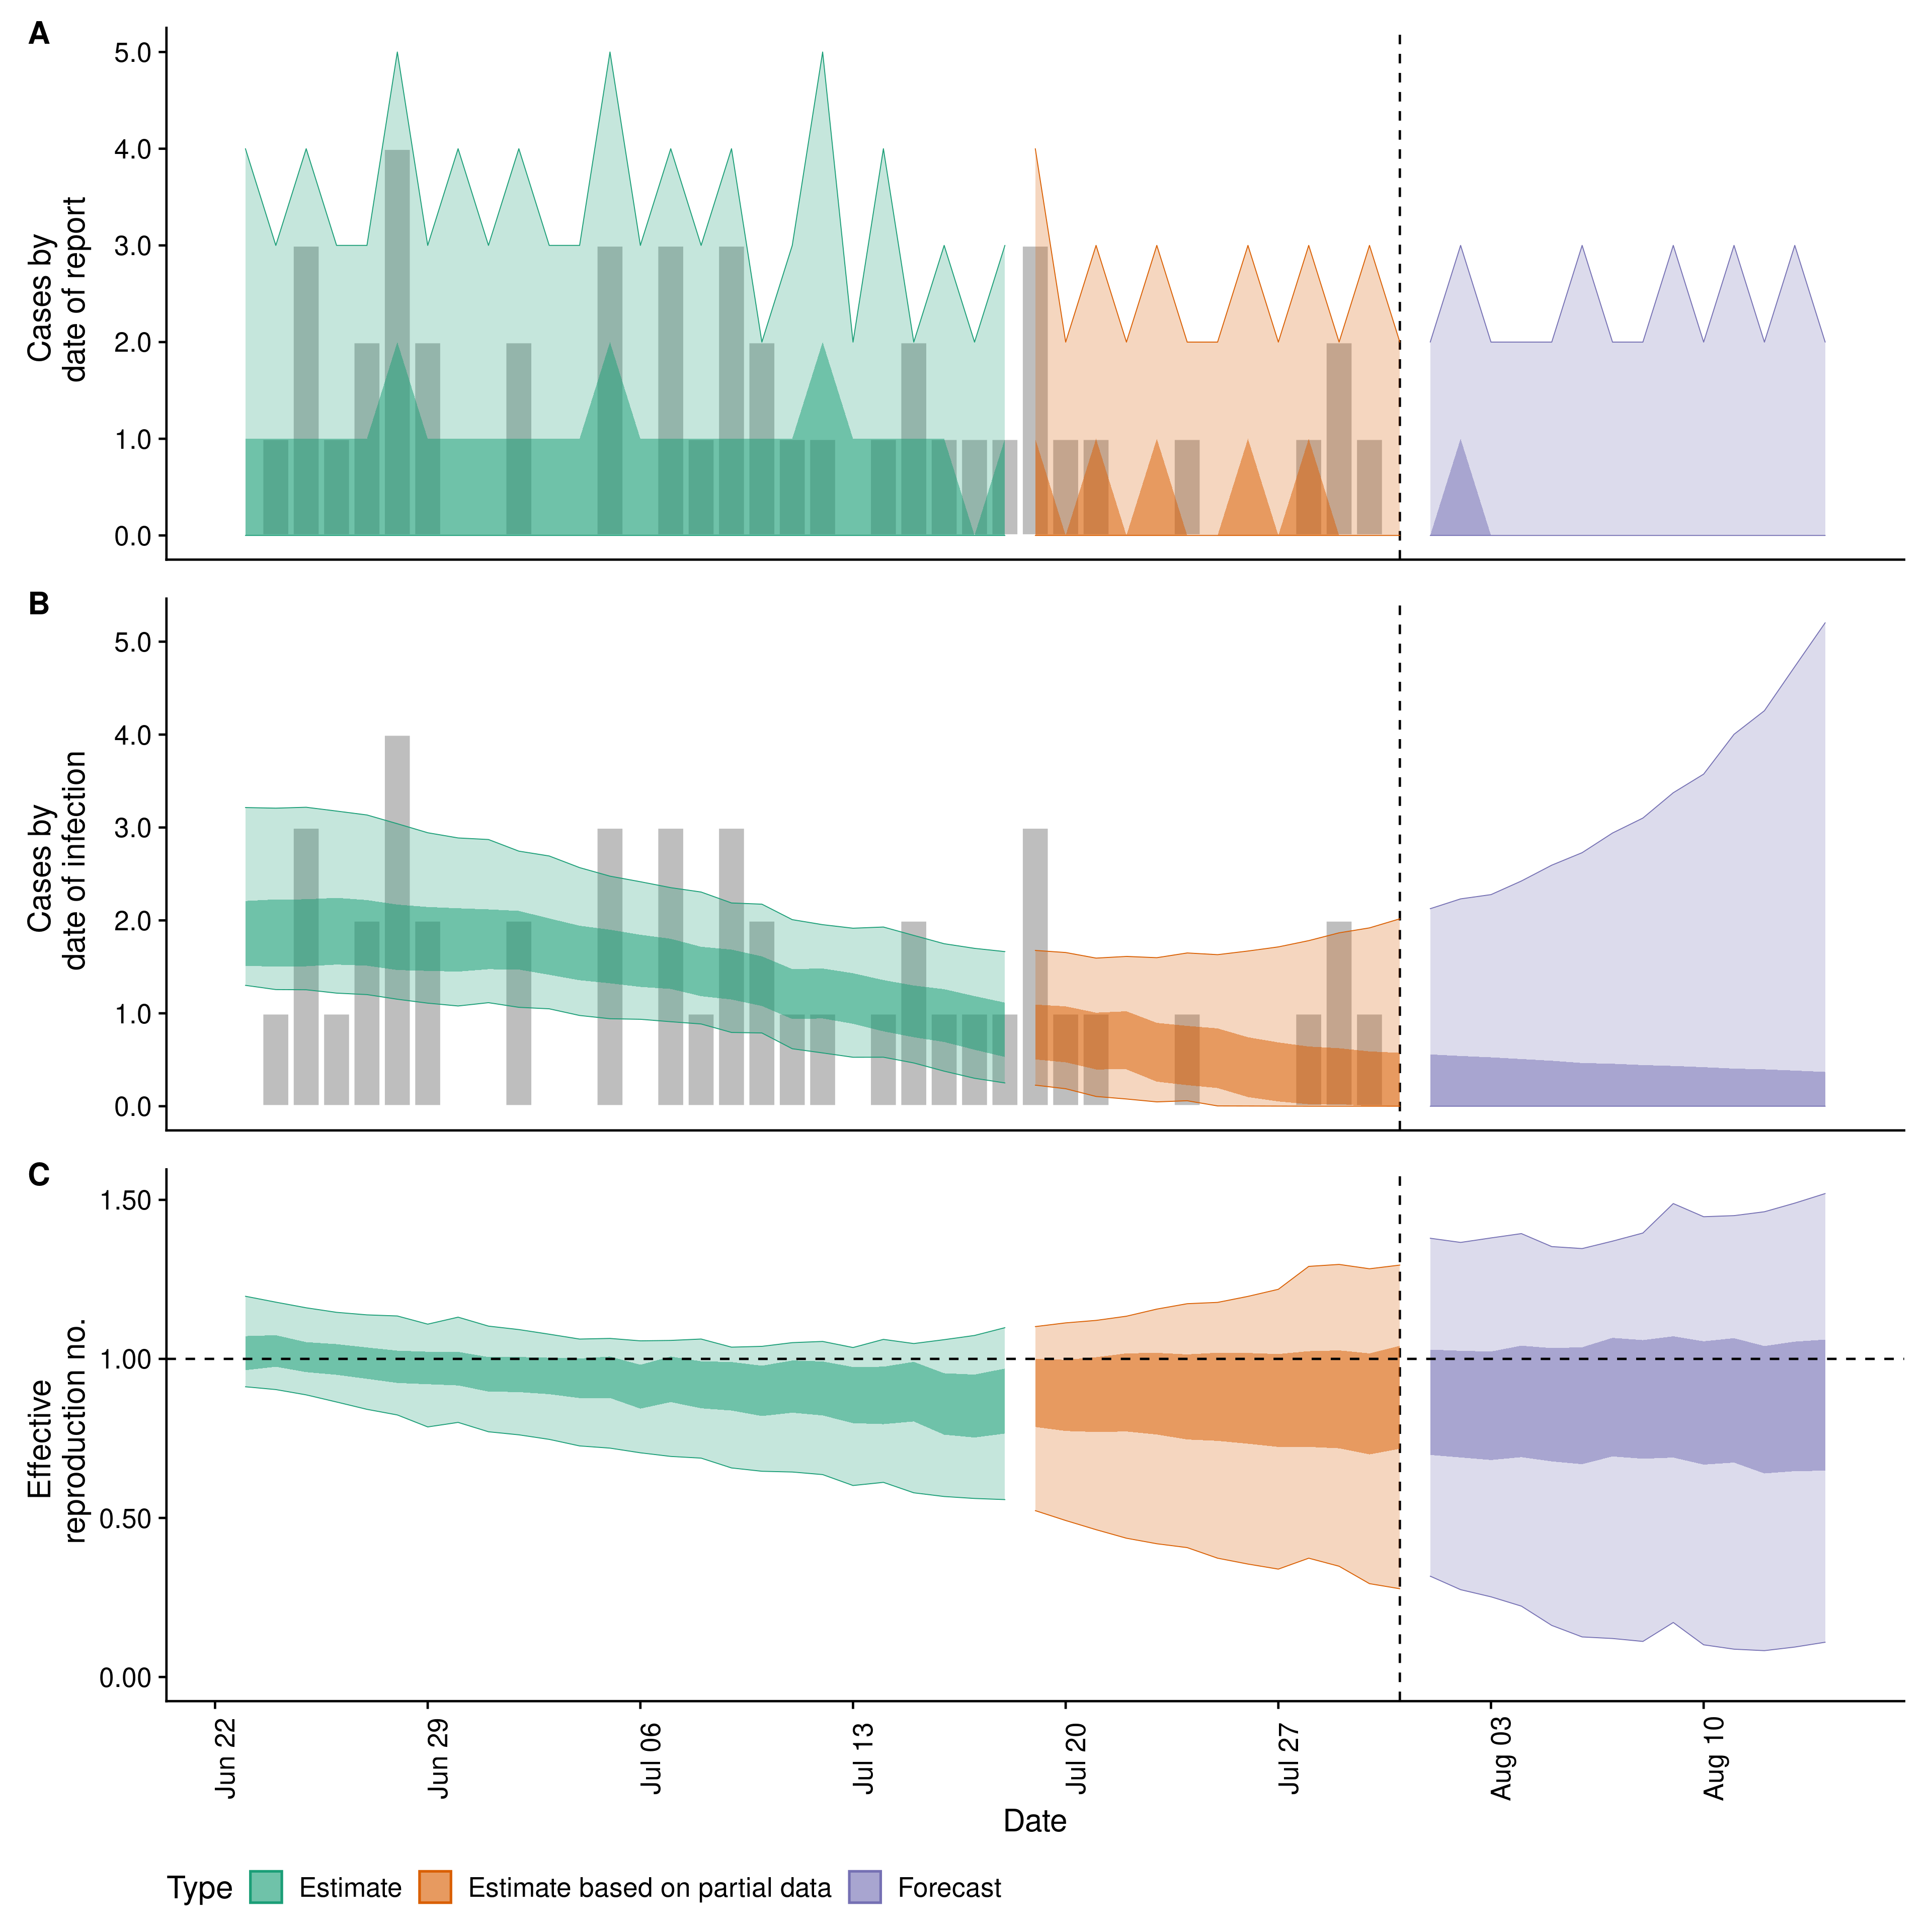 A
5.0
4.0
3.0
2.0
1.0
0.0
Cases by
date of report
B
5.0
4.0
3.0
2.0
1.0
0.0
Cases by
date of infection
C
1.50
1.00
0.50
0.00
Effective
reproduction no.
Jun 22
Jun 29
Jul 06
Jul 13
Jul 20
Jul 27
Aug 03
Aug 10
Date
Type Estimate Estimate based on partial data Forecast